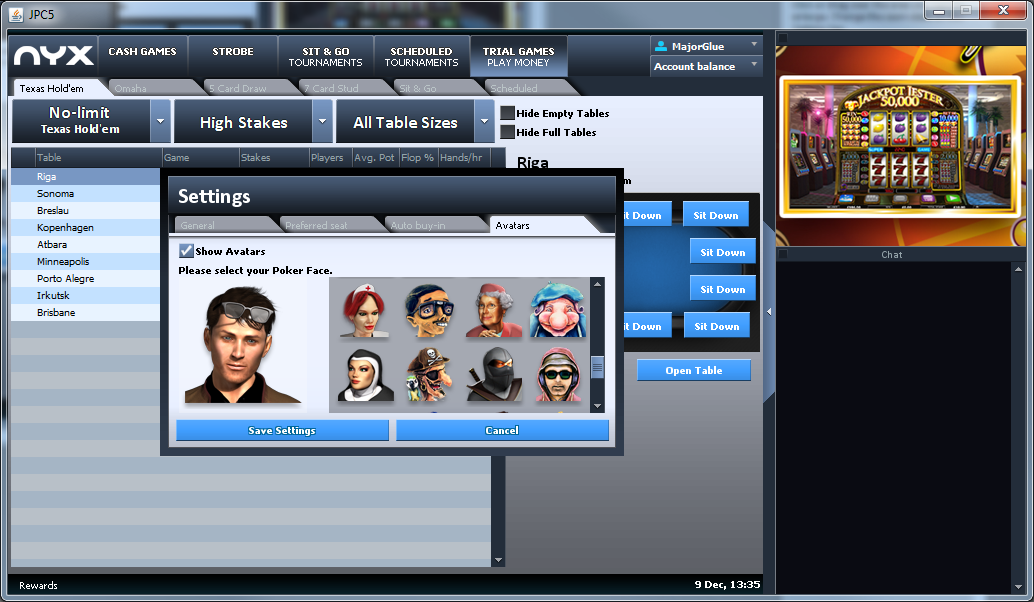 JPC5
NYX
CASH GAMES
STROBE
SIT & GO
TOURNAMENTS
SCHEDULED
TOURNAMENTS
TRIAL GAMES
PLAY MONEY
MajorGlue
Account balance
Texas Hold'em
Omaha
5 Card Draw
7 Card Stud
Sit & Go
Scheduled
No-limit
Texas Hold'em
High Stakes
All Table Sizes
Hide Empty Tables
Hide Full Tables
Table
Game
Stakes
Players
Avg. Pot
Flop %
Hands/hr
Riga
Sonoma
Breslau
Kopenhagen
Atbara
Minneapolis
Porto Alegre
Irkutsk
Brisbane
Riga
m
it Down
Sit Down
Sit Down
Sit Down
it Down
Sit Down
Open Table
Settings
General
Preferred seat
Auto buy-in
Avatars
Show Avatars
Please select your Poker Face.
Save Settings
Cancel
JACKPOT JESTER
50,000
Chat
Rewards
9 Dec, 13:35